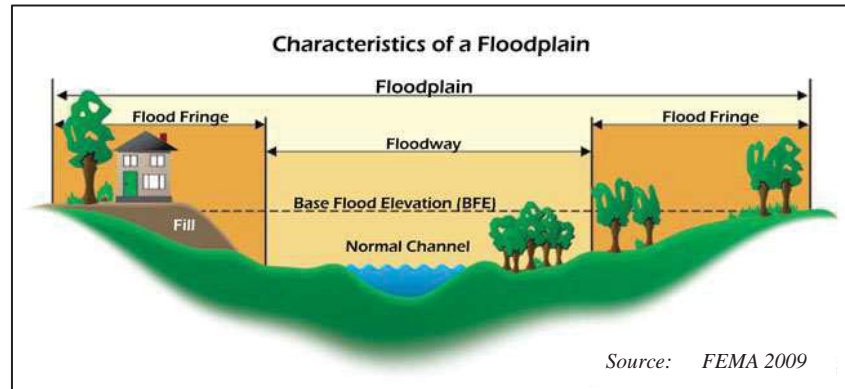 Characteristics of a Floodplain
Floodplain
Flood Fringe
Flood Fringe
Floodway
Base Flood Elevation (BFE)
Fill
Normal Channel
Source: FEMA 2009